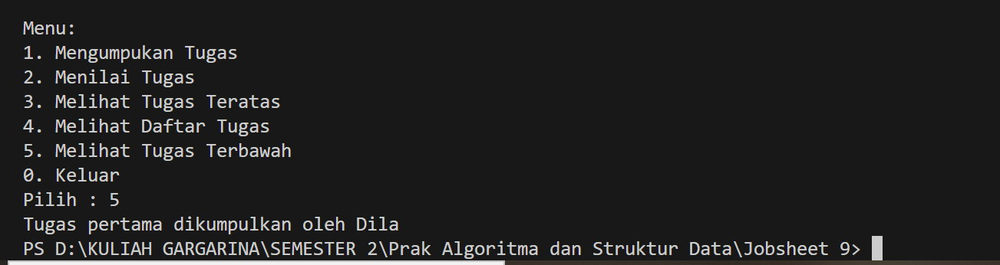 Menu:
1. Mengumpukan Tugas
2. Menilai Tugas
3. Melihat Tugas Teratas
4. Melihat Daftar Tugas
5. Melihat Tugas Terbawah
0. Keluar
Pilih : 5
Tugas pertama dikumpulkan oleh Dila
PS D:\KULIAH GARGARINA\SEMESTER 2\Prak Algoritma dan Struktur Data\Jobsheet 9>